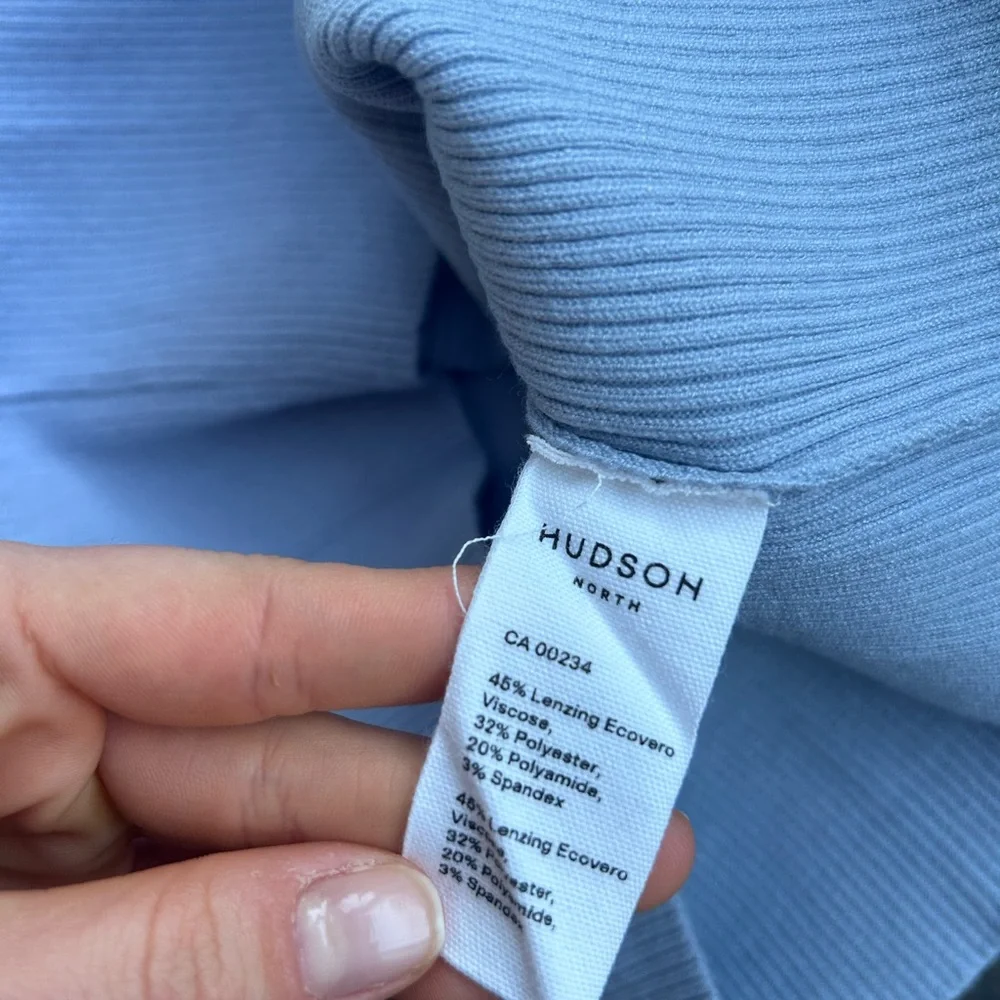 HUDSON
NORTH
CA 00234
45% Lenzing Ecovero
Viscose,
32% Polyester,
20% Polyamide,
3% Spandex
45% Lenzing Ecovero
32%
20%
3% Spandex